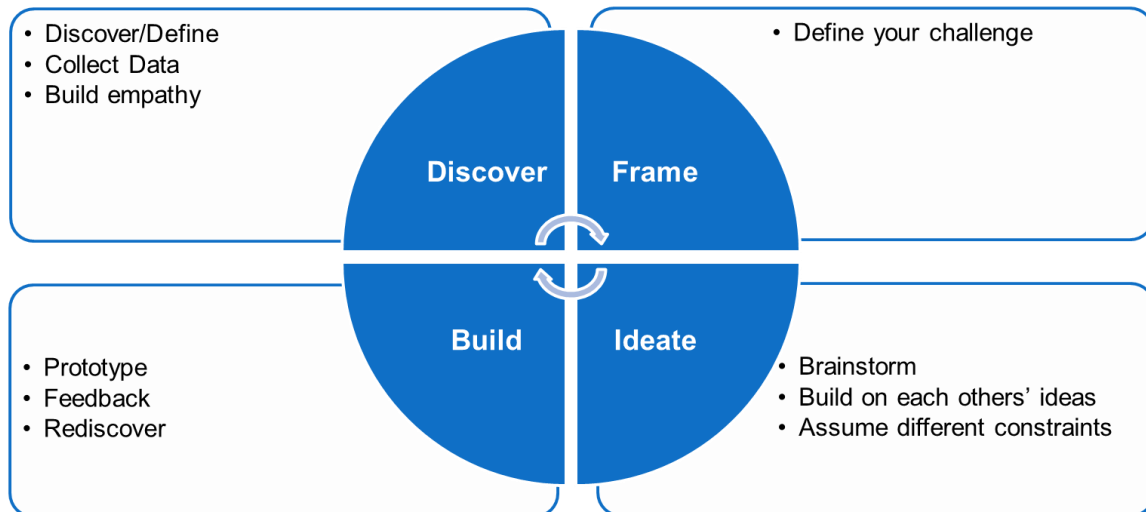 • Discover/Define
• Collect Data
• Build empathy
• Define your challenge
Discover
Frame
Build
Ideate
• Prototype
• Feedback
• Rediscover
• Brainstorm
• Build on each others’ ideas
• Assume different constraints